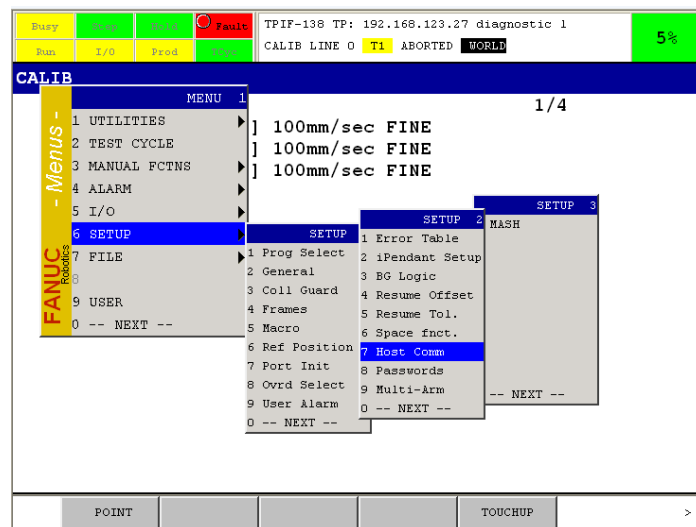 Busy Step Hold Fault
Run I/O Prod TCyc
TPIF-138 TP: 192.168.123.27 diagnostic l
CALIB LINE 0 T1 ABORTED WORLD
5%
CALIB
1/4
] 100mm/sec FINE
] 100mm/sec FINE
] 100mm/sec FINE
- Menus -
FANUC
Robotics
MENU 1
1 UTILITIES
2 TEST CYCLE
3 MANUAL FCTNS
4 ALARM
5 I/O
6 SETUP
7 FILE
8
9 USER
0 -- NEXT --
SETUP
1 Prog Select
2 General
3 Coll Guard
4 Frames
5 Macro
6 Ref Position
7 Port Init
8 Ovrd Select
9 User Alarm
0 -- NEXT --
SETUP 2
1 Error Table
2 iPendant Setup
3 BG Logic
4 Resume Offset
5 Resume Tol.
6 Space fnct.
7 Host Comm
8 Passwords
9 Multi-Arm
0 -- NEXT --
SETUP 3
MASH
-- NEXT --
POINT
TOUCHUP
>